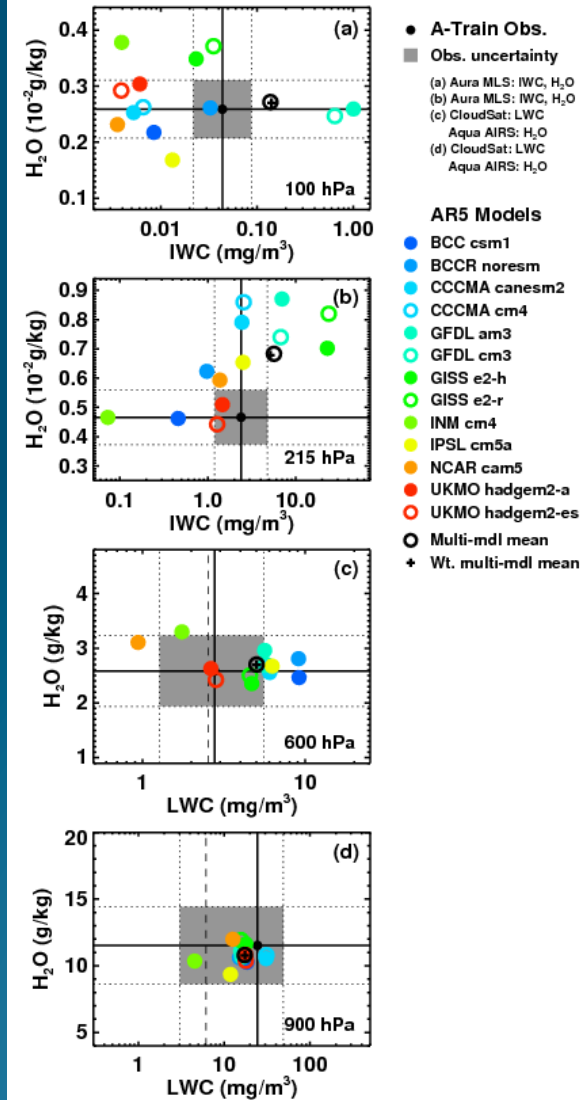 0.4
0.3
0.2
0.1
H₂O (10⁻²g/kg)
(a)
100 hPa
0.01
0.10
1.00
IWC (mg/m³)
0.9
0.8
0.7
0.6
0.5
0.4
0.3
H₂O (10⁻²g/kg)
(b)
215 hPa
0.1
1.0
10.0
IWC (mg/m³)
4
3
2
1
H₂O (g/kg)
(c)
600 hPa
1
10
LWC (mg/m³)
20
15
10
5
H₂O (g/kg)
(d)
900 hPa
1
10
100
LWC (mg/m³)
A-Train Obs.
Obs. uncertainty
(a) Aura MLS: IWC, H₂O
(b) Aura MLS: IWC, H₂O
(c) CloudSat: LWC
Aqua AIRS: H₂O
(d) CloudSat: LWC
Aqua AIRS: H₂O
AR5 Models
BCC csm1
BCCR noresm
CCCMA canesm2
CCCMA cm4
GFDL am3
GFDL cm3
GISS e2-h
GISS e2-r
INM cm4
IPSL cm5a
NCAR cam5
UKMO hadgem2-a
UKMO hadgem2-es
Multi-mdl mean
Wt. multi-mdl mean